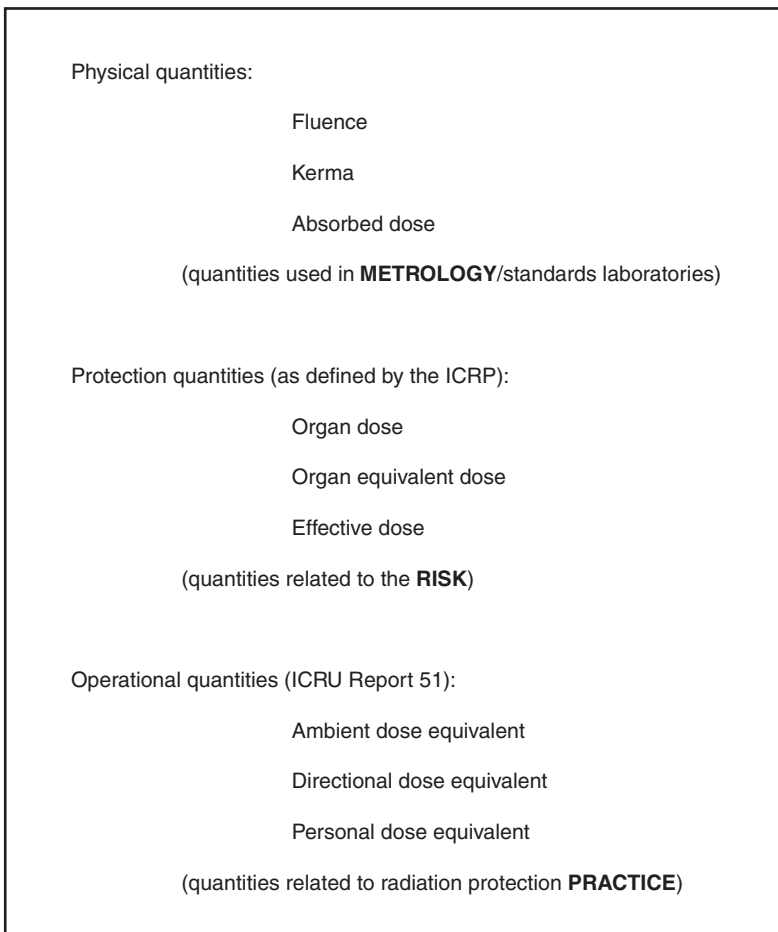 Physical quantities:
Fluence
Kerma
Absorbed dose
(quantities used in METROLOGY/standards laboratories)
Protection quantities (as defined by the ICRP):
Organ dose
Organ equivalent dose
Effective dose
(quantities related to the RISK)
Operational quantities (ICRU Report 51):
Ambient dose equivalent
Directional dose equivalent
Personal dose equivalent
(quantities related to radiation protection PRACTICE)